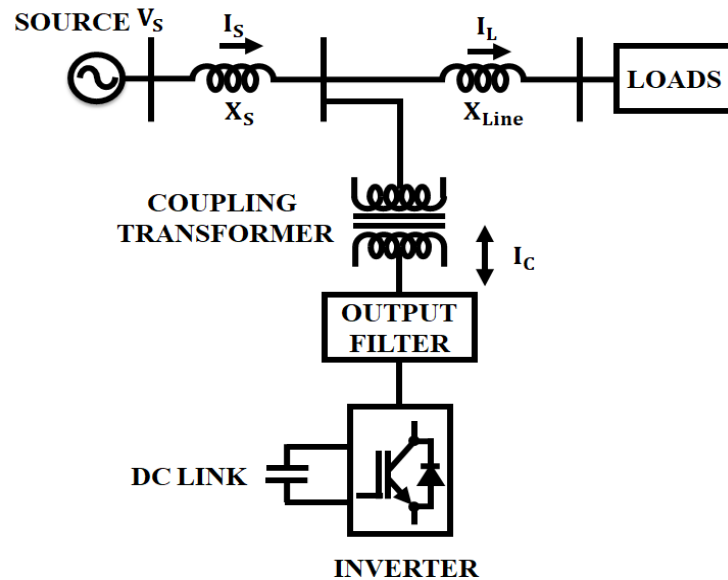 SOURCE V_S
I_S
I_L
X_S
X_Line
LOADS
COUPLING
TRANSFORMER
I_C
OUTPUT
FILTER
DC LINK
INVERTER